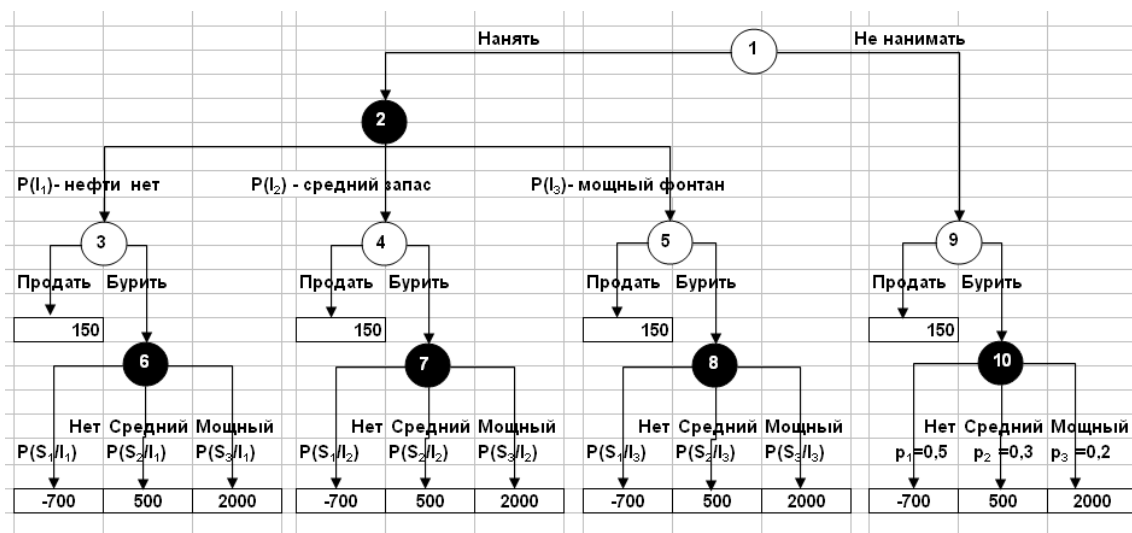 Нанять 1 Не нанимать
2
P(I₁)- нефти нет P(I₂) - средний запас P(I₃)- мощный фонтан
3 4 5 9
Продать Бурить Продать Бурить Продать Бурить Продать Бурить
150 150 150 150
6 7 8 10
Нет Средний Мощный Нет Средний Мощный Нет Средний Мощный Нет Средний Мощный
P(S₁/I₁) P(S₂/I₁) P(S₃/I₁) P(S₁/I₂) P(S₂/I₂) P(S₃/I₂) P(S₁/I₃) P(S₂/I₃) P(S₃/I₃) p₁=0,5 p₂ =0,3 p₃ =0,2
-700 500 2000 -700 500 2000 -700 500 2000 -700 500 2000